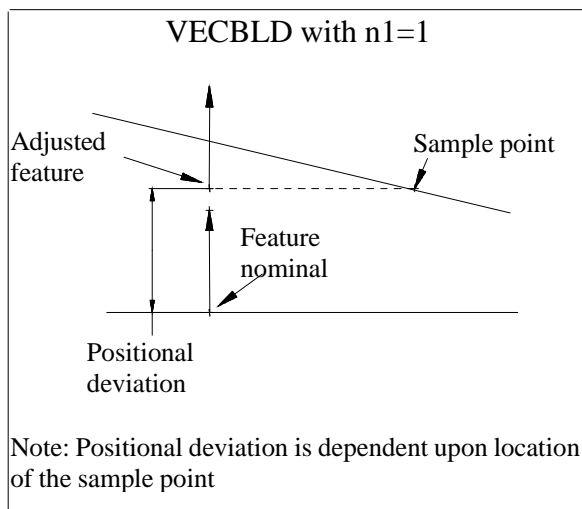 VECBLD with n1=1
Adjusted
feature
Sample point
Feature
nominal
Positional
deviation
Note: Positional deviation is dependent upon location
of the sample point